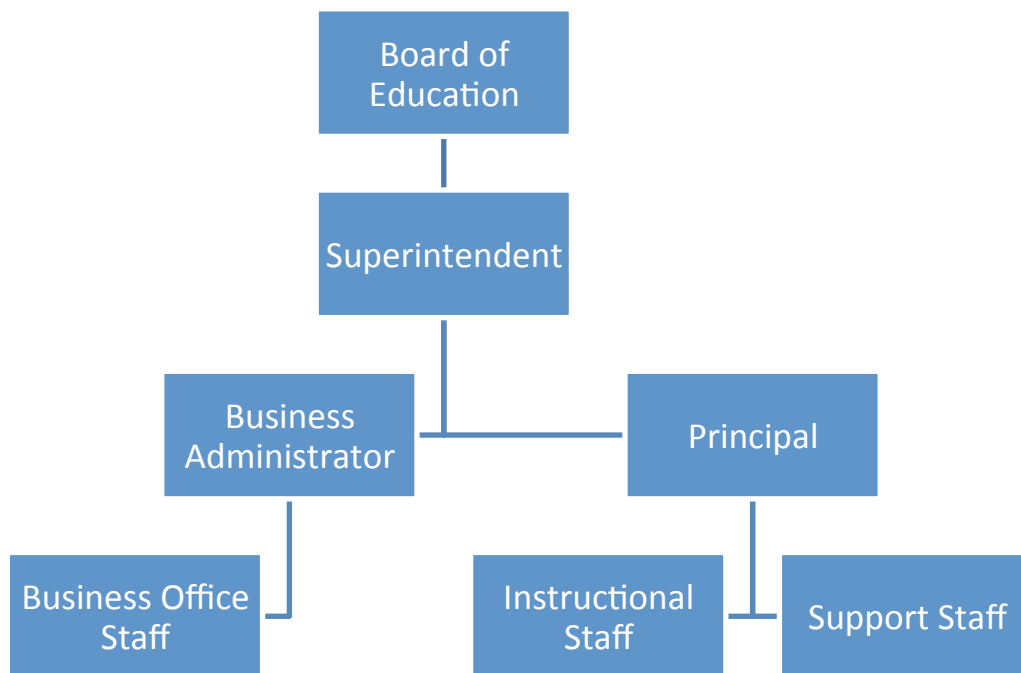 Board of
Education
Superintendent
Business
Administrator
Principal
Business Office
Staff
Instructional
Staff
Support Staff